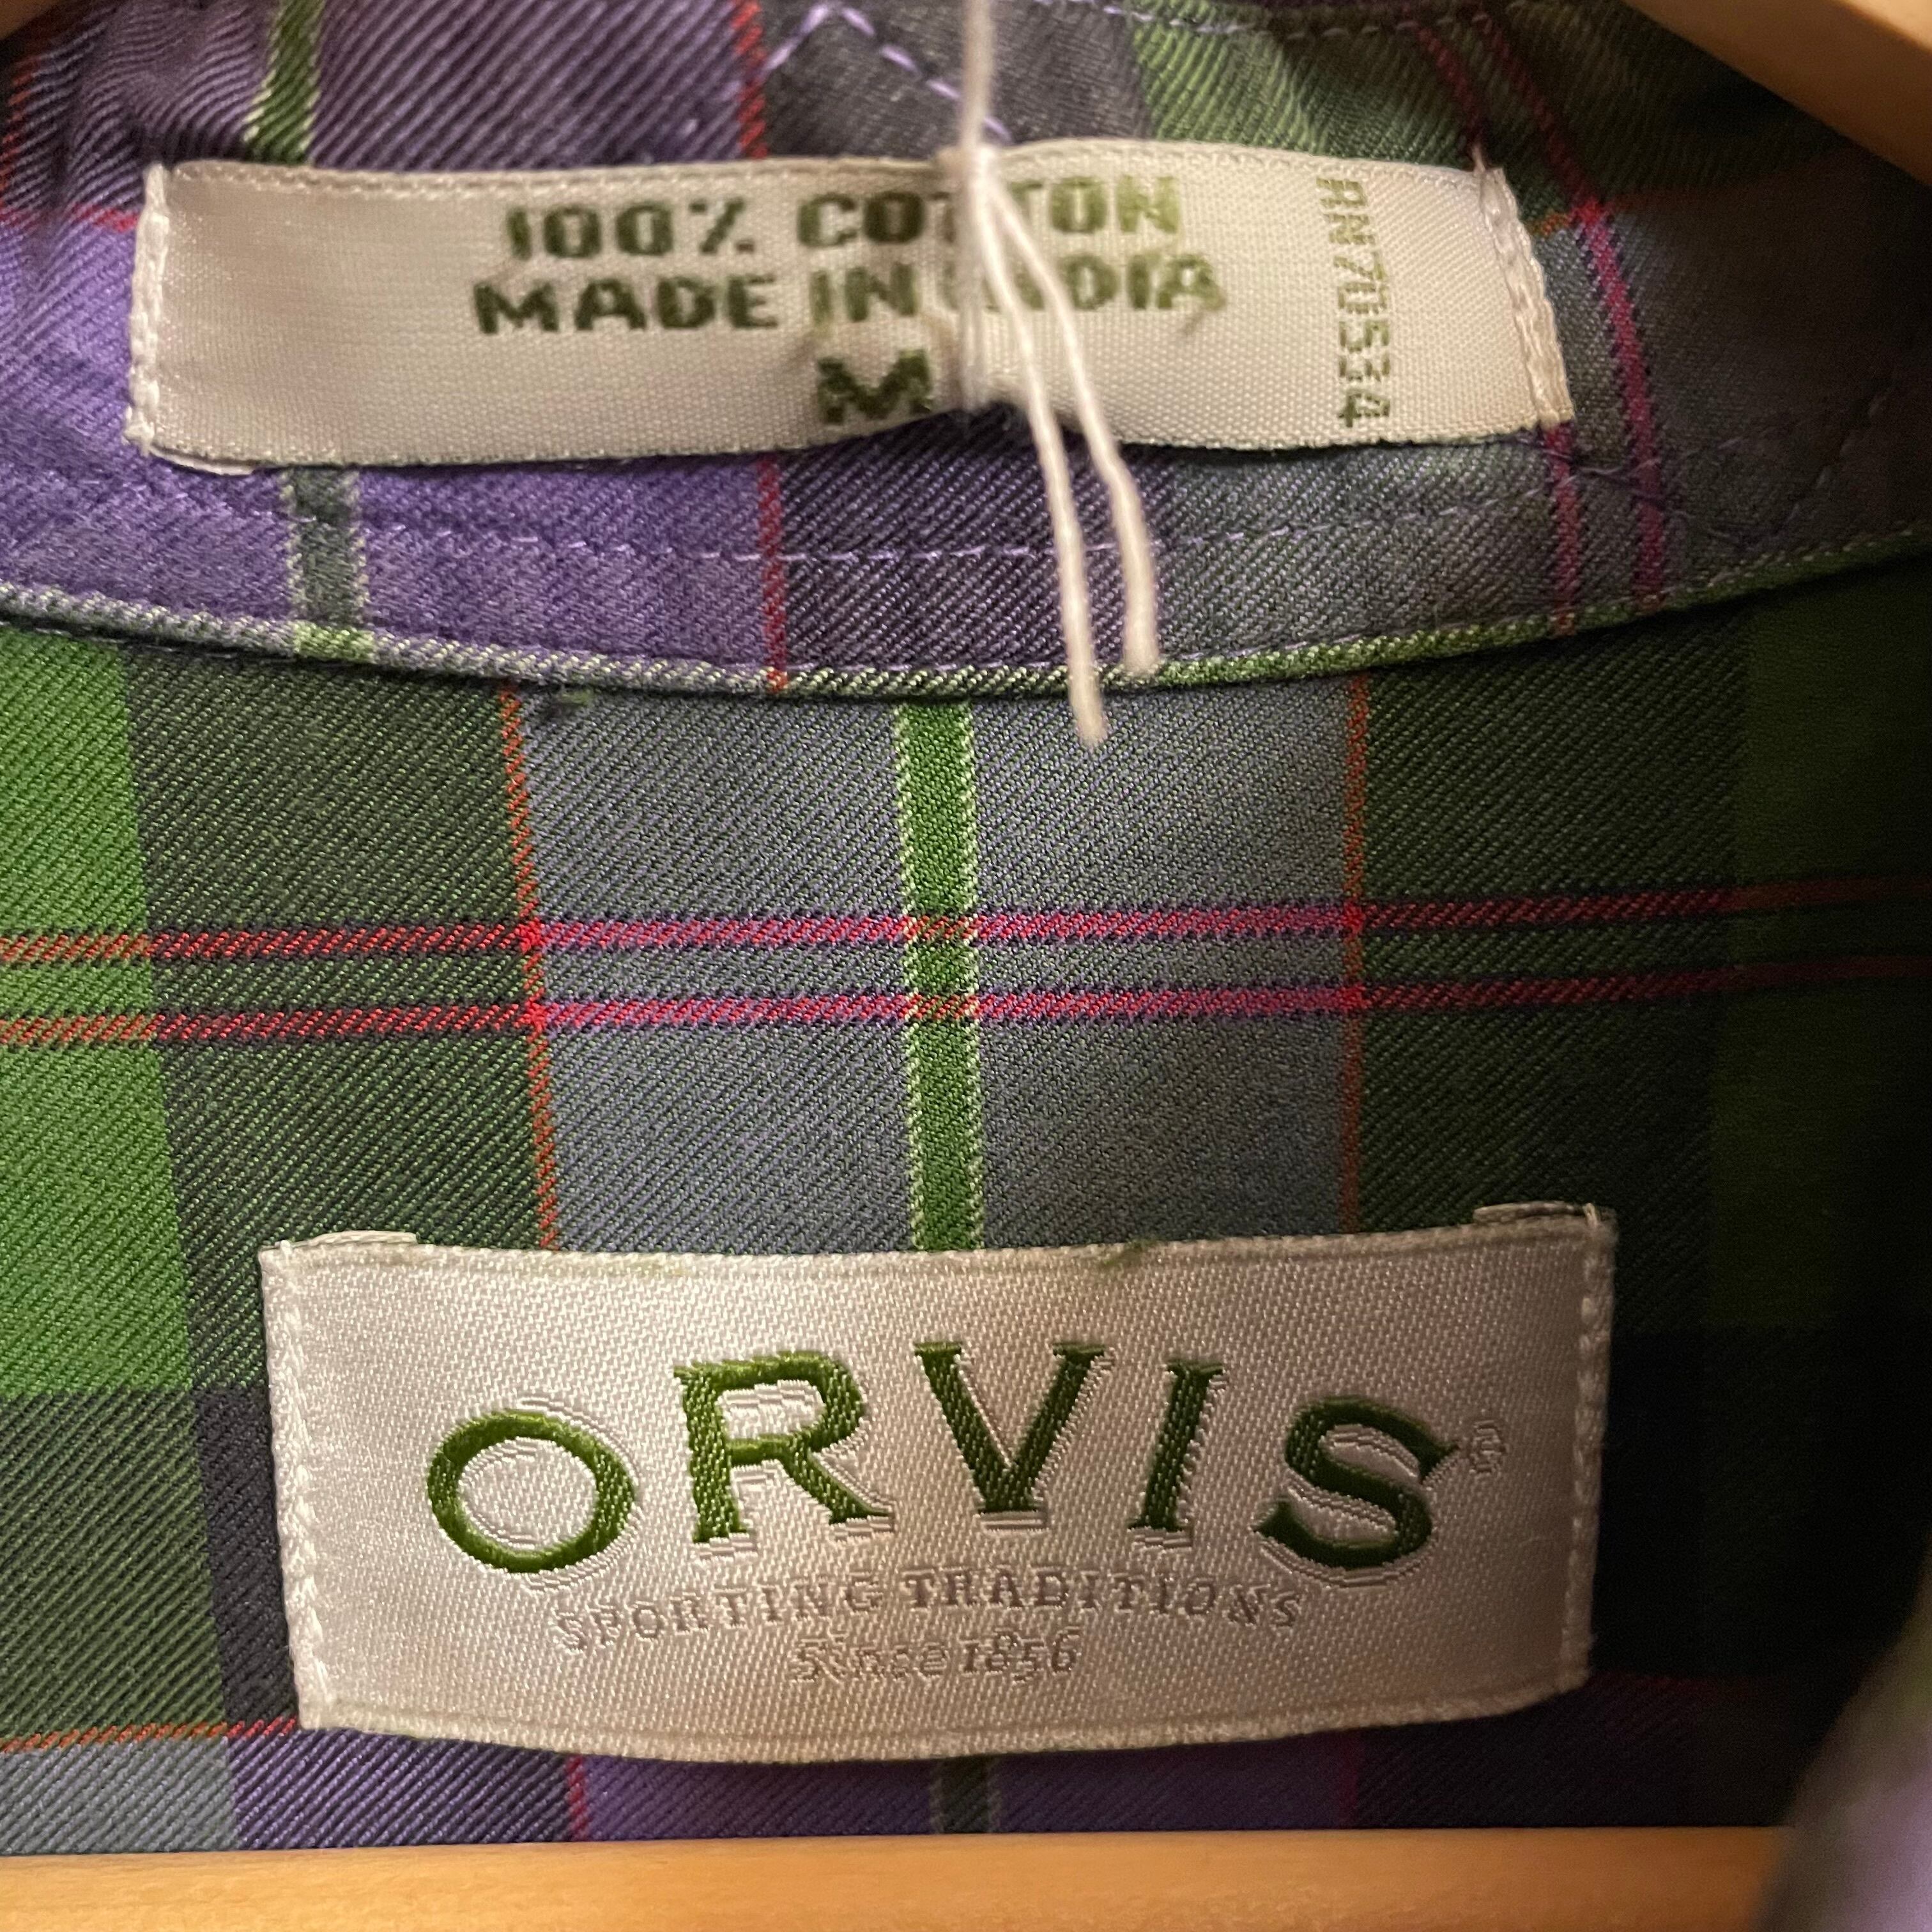 100% COTTON
MADE IN INDIA
M
RN70534
ORVIS®
SPORTING TRADITIONS
Since 1856